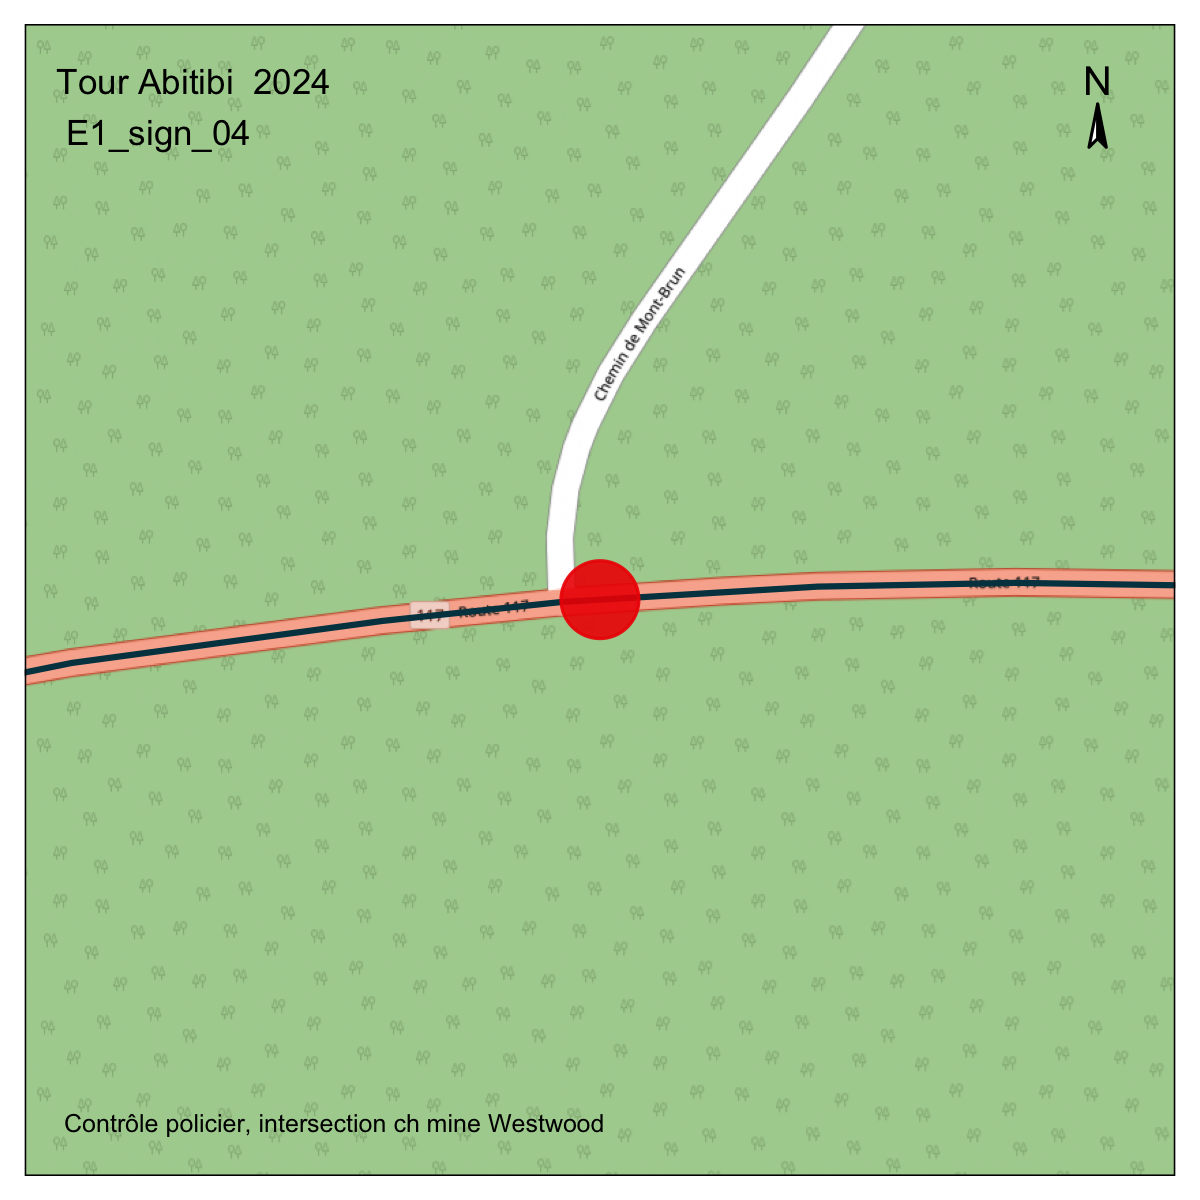 Tour Abitibi  2024
E1_sign_04
N
Chemin de Mont-Brun
Route 117
117
Route 117
Contrôle policier, intersection ch mine Westwood